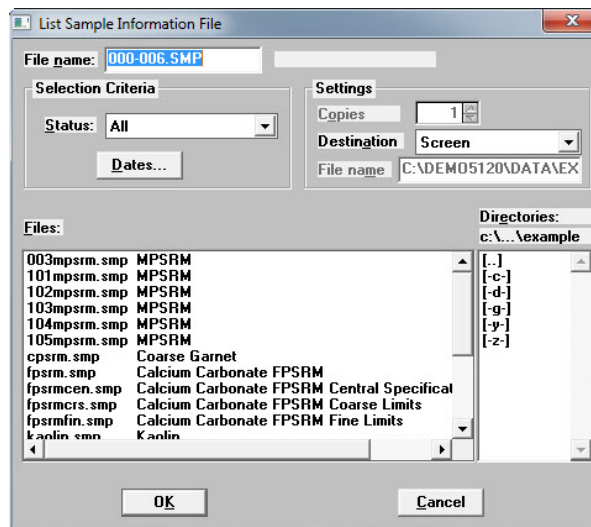 List Sample Information File
File name: 000-006.SMP
Selection Criteria
Status: All
Dates...
Settings
Copies 1
Destination Screen
File name C:\DEMO5120\DATA\EX
Files:
003mpsrm.smp MPSRM
101mpsrm.smp MPSRM
102mpsrm.smp MPSRM
103mpsrm.smp MPSRM
104mpsrm.smp MPSRM
105mpsrm.smp MPSRM
cpsrm.smp Coarse Garnet
fpsrm.smp Calcium Carbonate FPSRM
fpsrmcen.smp Calcium Carbonate FPSRM Central Specificat
fpsrmcrs.smp Calcium Carbonate FPSRM Coarse Limits
fpsrmfin.smp Calcium Carbonate FPSRM Fine Limits
kaolin.smp Kaolin
Directories:
c:\...\example
[..]
[-c-]
[-d-]
[-g-]
[-y-]
[-z-]
OK
Cancel